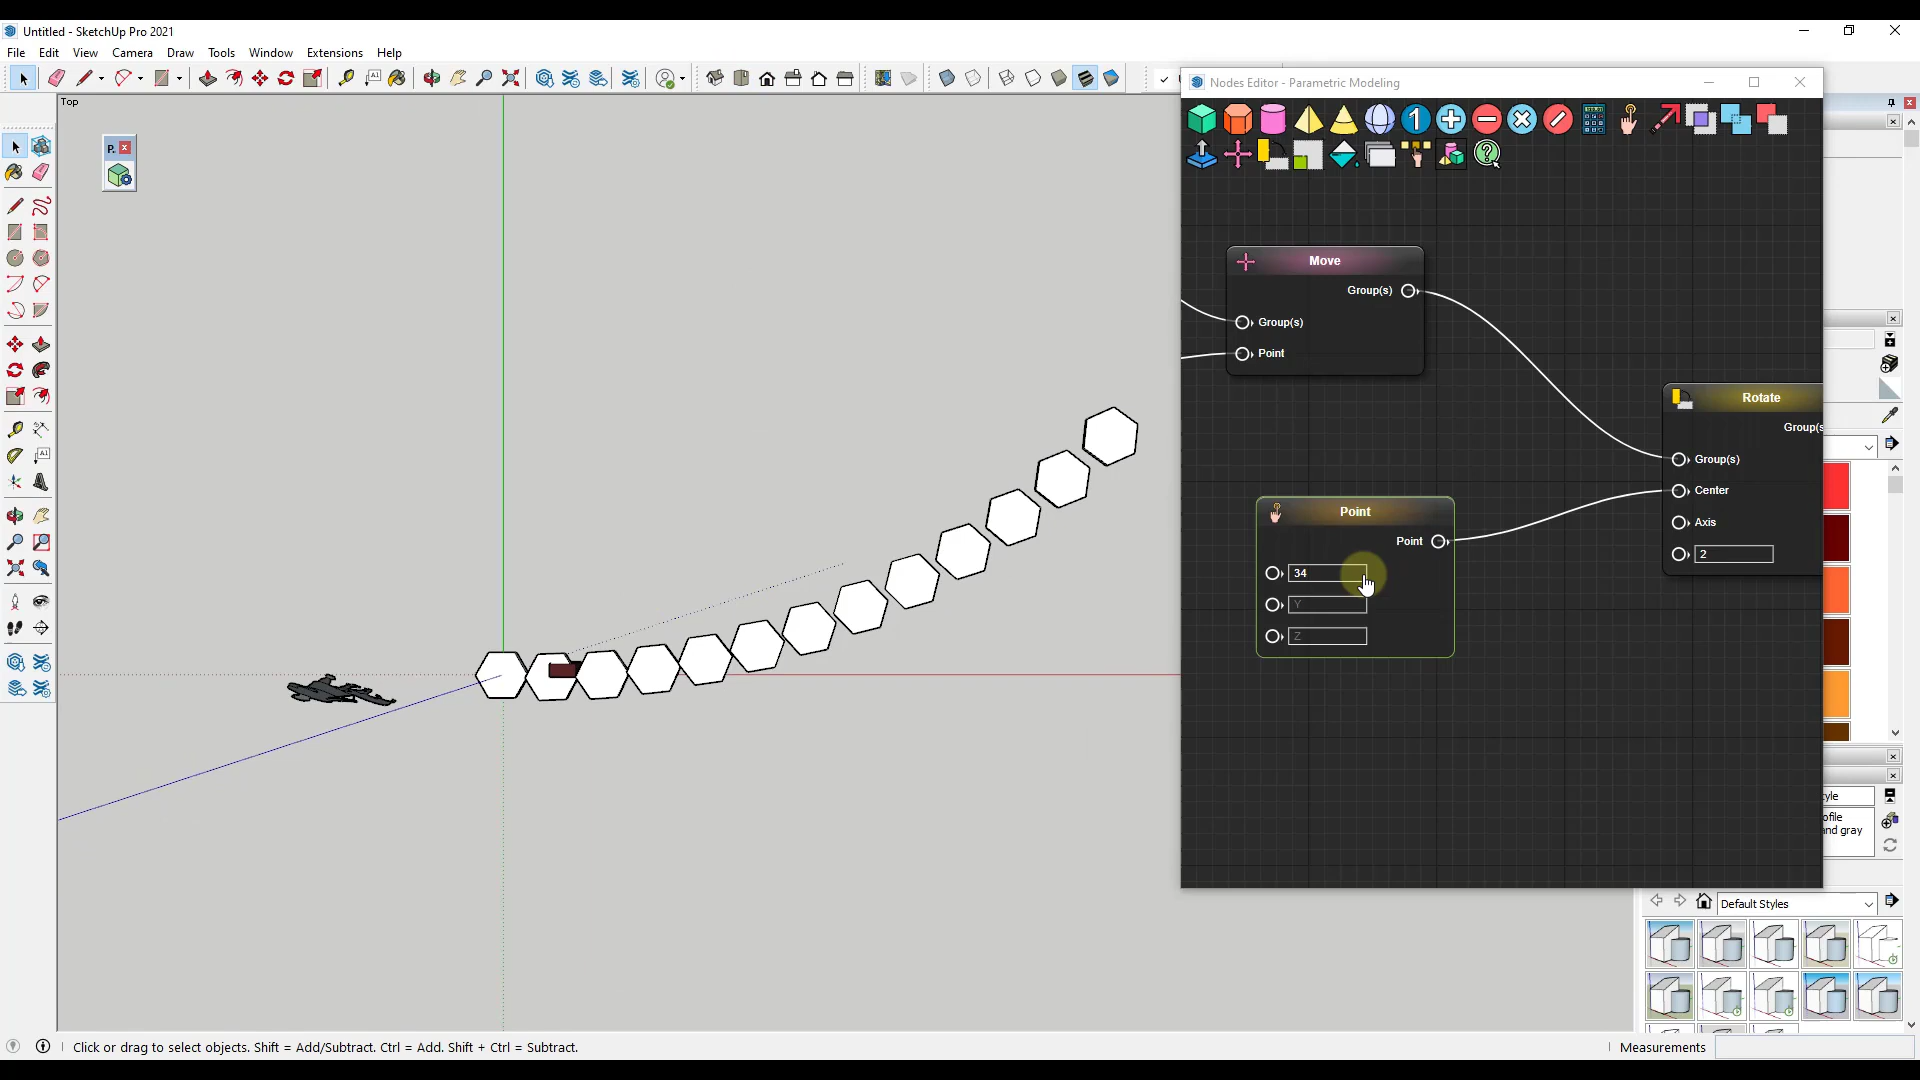 Untitled - SketchUp Pro 2021
File Edit View Camera Draw Tools Window Extensions Help
Top
P.
Nodes Editor - Parametric Modeling
Move
Group(s)
Group(s)
Point
Rotate
Group(s
Group(s)
Center
Axis
2
Point
Point
34
Y
Z
tyle
ofile
and gray
Default Styles
Click or drag to select objects. Shift = Add/Subtract. Ctrl = Add. Shift + Ctrl = Subtract.
Measurements